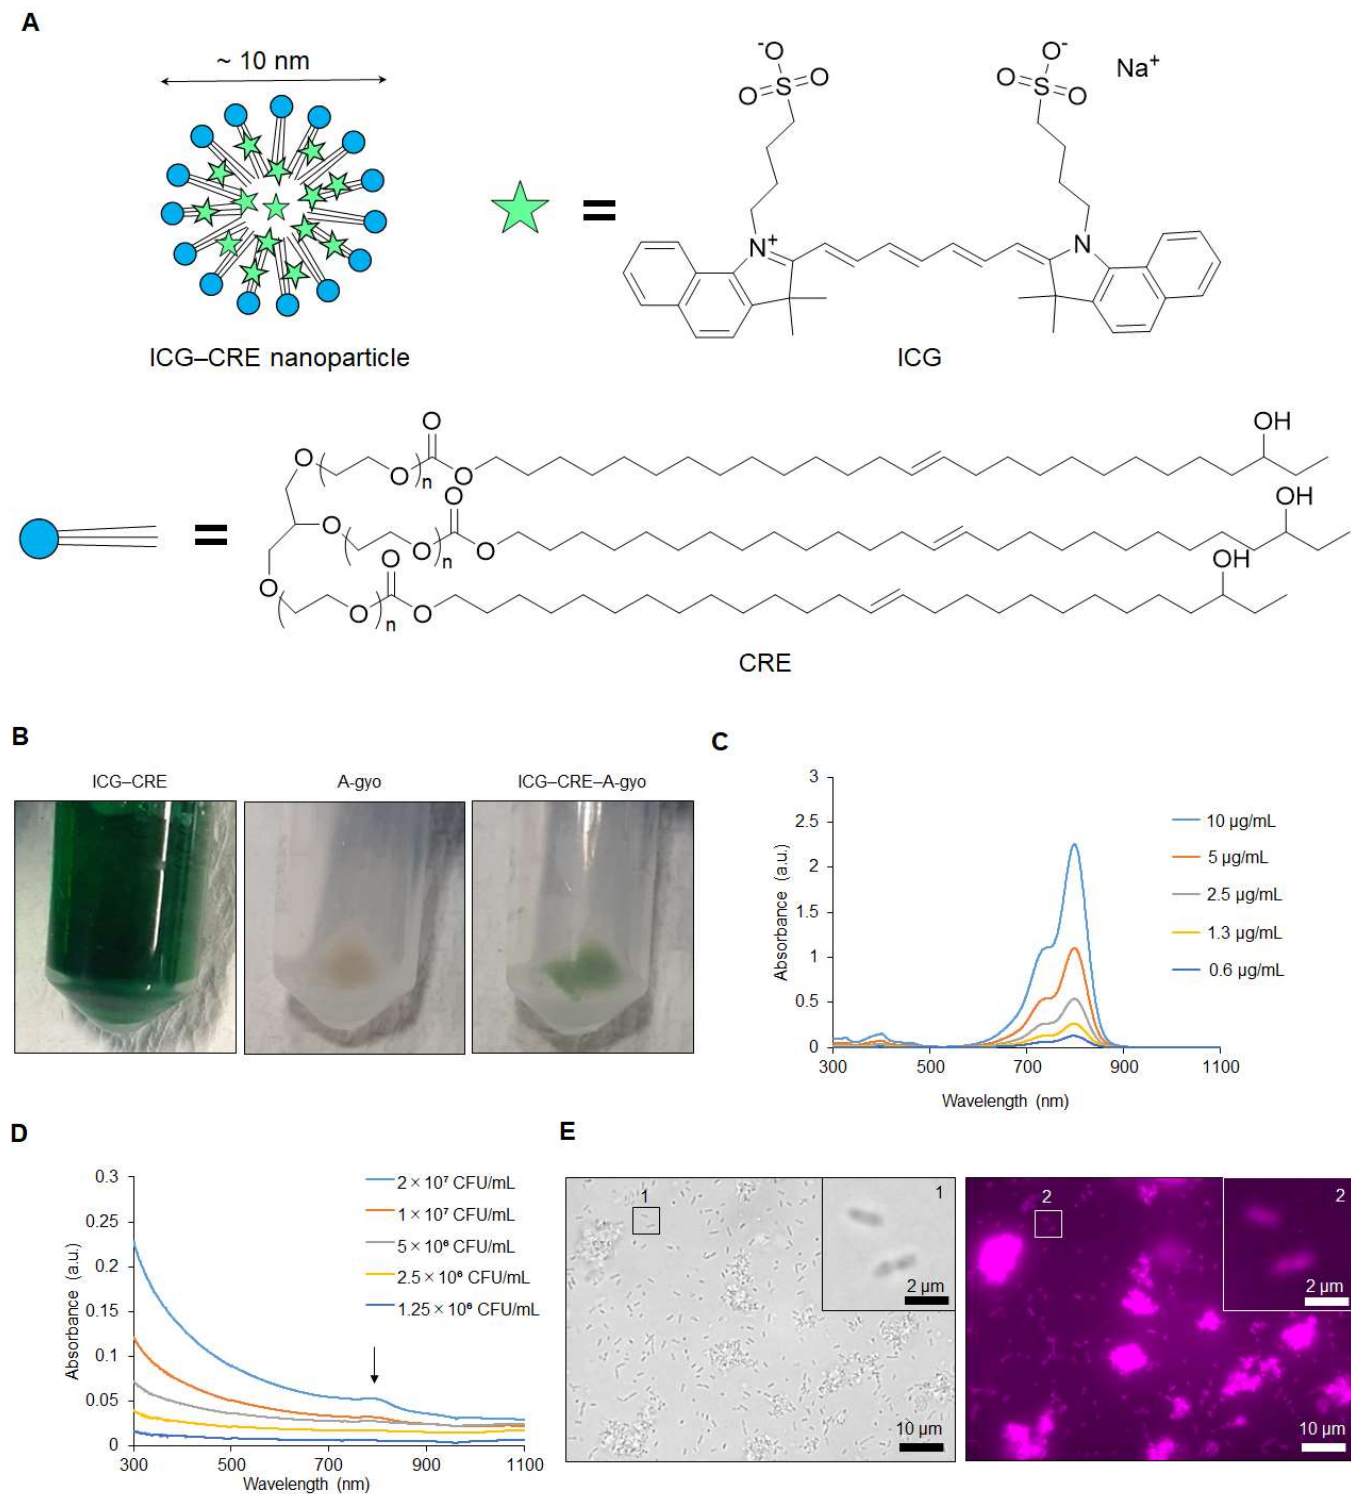 A
~ 10 nm
ICG–CRE nanoparticle
=
-O O
S
O O
-O O
S
O O
Na+
N+ N
ICG
=
O O n O O OH
O O n O O OH
O O n O O OH
CRE
B
ICG–CRE A-gyo ICG–CRE–A-gyo
C
Absorbance (a.u.)
3
2.5
2
1.5
1
0.5
0
300 500 700 900 1100
Wavelength (nm)
10 µg/mL
5 µg/mL
2.5 µg/mL
1.3 µg/mL
0.6 µg/mL
D
Absorbance (a.u.)
0.3
0.25
0.2
0.15
0.1
0.05
0
300 500 700 900 1100
Wavelength (nm)
2 × 10⁷ CFU/mL
1 × 10⁷ CFU/mL
5 × 10⁶ CFU/mL
2.5 × 10⁶ CFU/mL
1.25 × 10⁶ CFU/mL
E
1
1
2 µm
10 µm
2
2
2 µm
10 µm